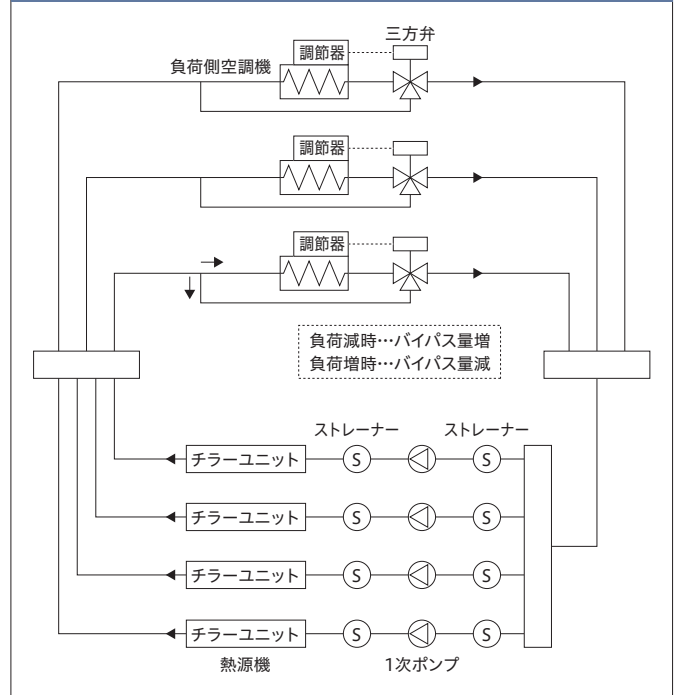 三方弁
調節器
負荷側空調機
調節器
調節器
負荷減時…バイパス量増
負荷増時…バイパス量減
ストレーナー ストレーナー
チラーユニット S S
チラーユニット S S
チラーユニット S S
チラーユニット S S
熱源機 1次ポンプ